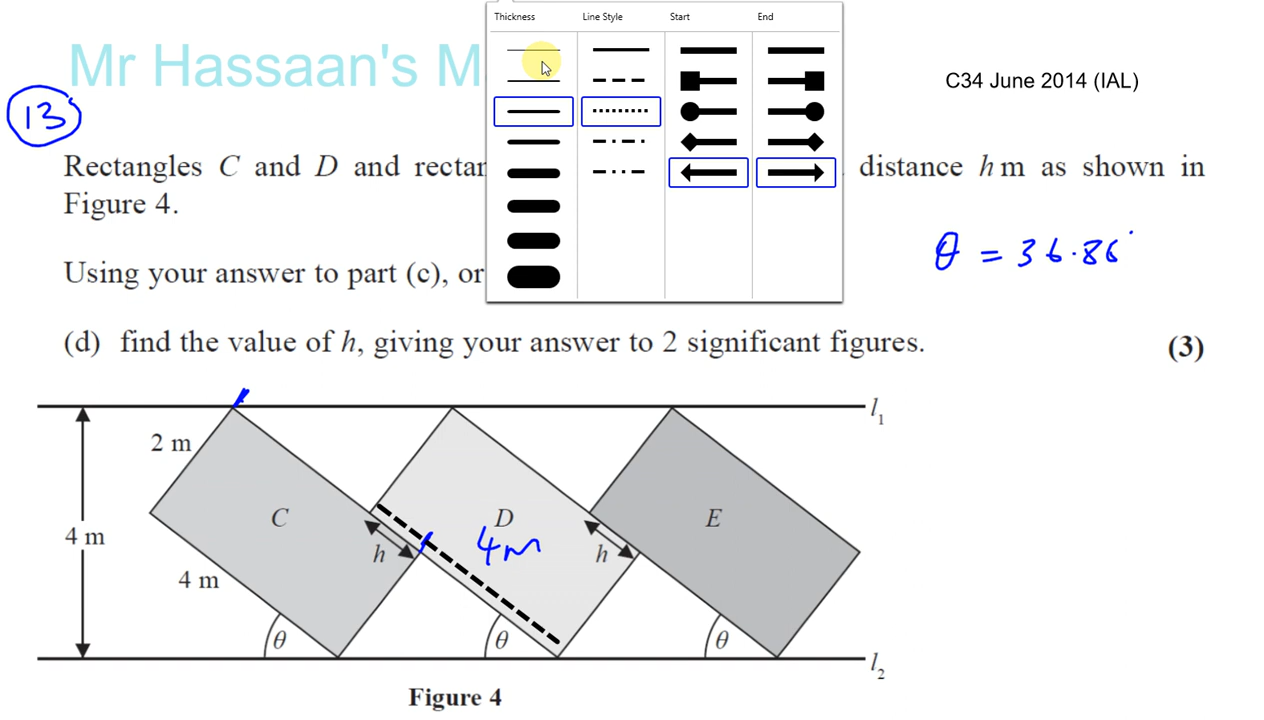 Thickness Line Style Start End
Mr Hassaan's M
C34 June 2014 (IAL)
13
Rectangles C and D and rectan distance h m as shown in
Figure 4.
θ = 36.86°
Using your answer to part (c), or
(d) find the value of h, giving your answer to 2 significant figures.
(3)
l₁
2 m
C D E
4 m
h 4m h
4 m
θ θ θ
l₂
Figure 4